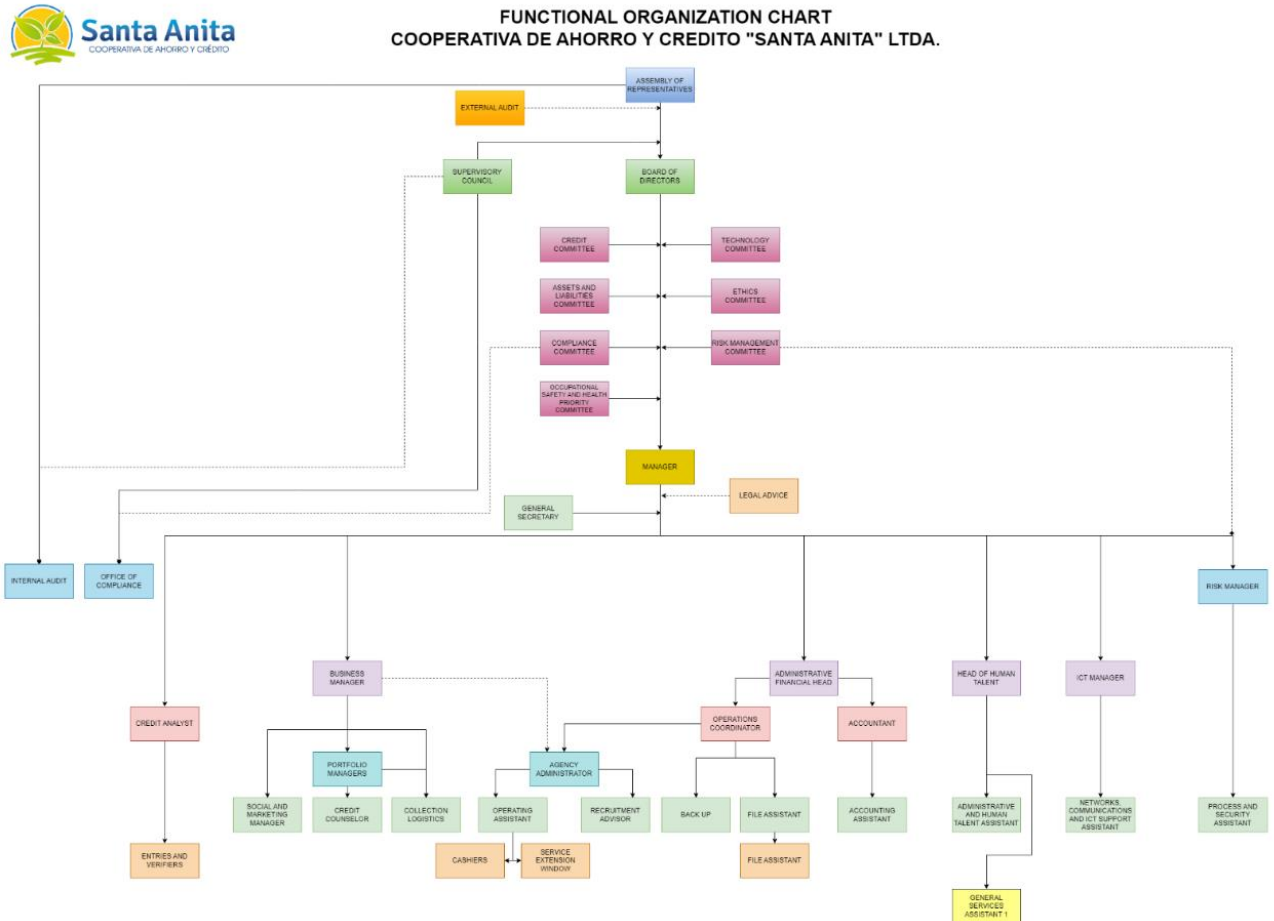 Santa Anita
COOPERATIVA DE AHORRO Y CRÉDITO
FUNCTIONAL ORGANIZATION CHART
COOPERATIVA DE AHORRO Y CREDITO "SANTA ANITA" LTDA.
ASSEMBLY OF
REPRESENTATIVES
EXTERNAL AUDIT
SUPERVISORY
COUNCIL
BOARD OF
DIRECTORS
CREDIT
COMMITTEE
TECHNOLOGY
COMMITTEE
ASSETS AND
LIABILITIES
COMMITTEE
ETHICS
COMMITTEE
COMPLIANCE
COMMITTEE
RISK MANAGEMENT
COMMITTEE
OCCUPATIONAL
SAFETY AND HEALTH
PRIORITY
COMMITTEE
MANAGER
LEGAL ADVICE
GENERAL
SECRETARY
INTERNAL AUDIT
OFFICE OF
COMPLIANCE
RISK MANAGER
BUSINESS
MANAGER
ADMINISTRATIVE
FINANCIAL HEAD
HEAD OF HUMAN
TALENT
ICT MANAGER
CREDIT ANALYST
OPERATIONS
COORDINATOR
ACCOUNTANT
PORTFOLIO
MANAGERS
AGENCY
ADMINISTRATOR
SOCIAL AND
MARKETING
MANAGER
CREDIT
COUNSELOR
COLLECTION
LOGISTICS
OPERATING
ASSISTANT
RECRUITMENT
ADVISOR
BACK UP
FILE ASSISTANT
ACCOUNTING
ASSISTANT
ADMINISTRATIVE
AND HUMAN
TALENT ASSISTANT
NETWORKS,
COMMUNICATIONS
AND ICT SUPPORT
ASSISTANT
PROCESS AND
SECURITY
ASSISTANT
ENTRIES AND
VERIFIERS
CASHIERS
SERVICE
EXTENSION
WINDOW
FILE ASSISTANT
GENERAL
SERVICES
ASSISTANT 1